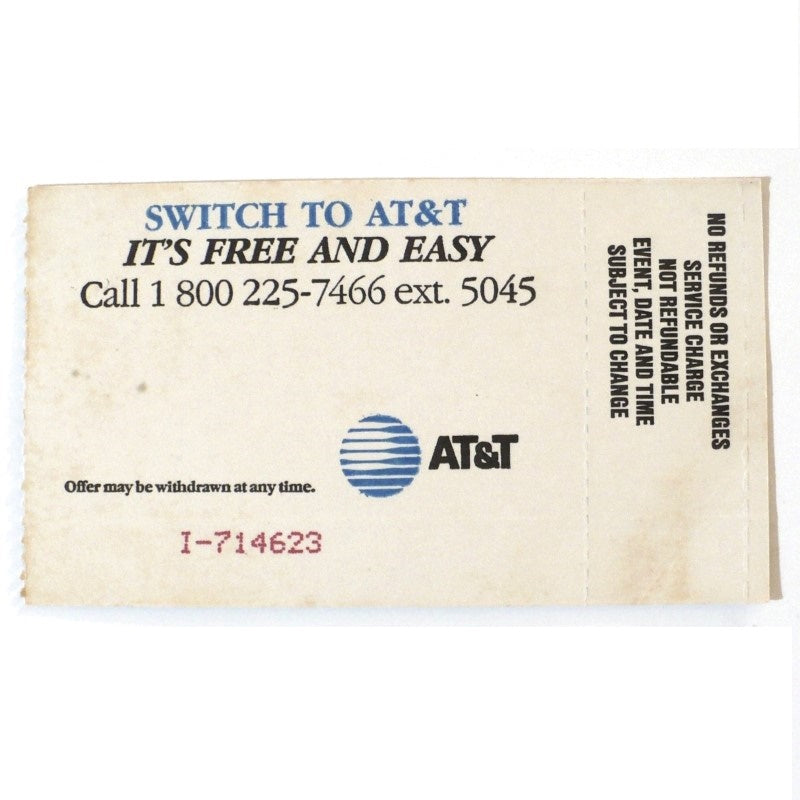 SWITCH TO AT&T
IT'S FREE AND EASY
Call 1 800 225-7466 ext. 5045
AT&T
Offer may be withdrawn at any time.
I-714623
NO REFUNDS OR EXCHANGES
SERVICE CHARGE
NOT REFUNDABLE
EVENT, DATE AND TIME
SUBJECT TO CHANGE